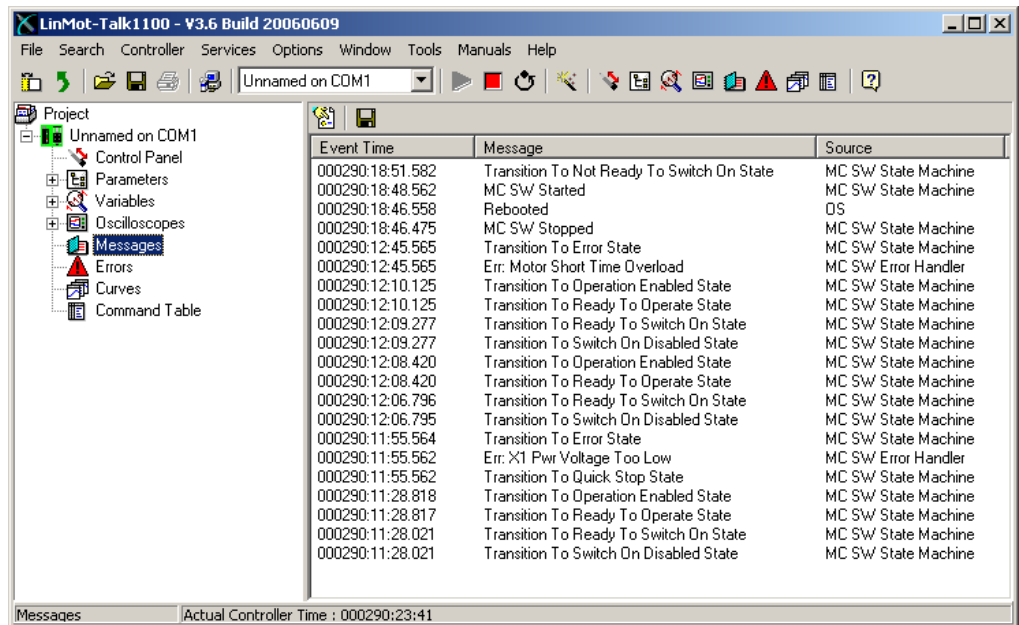 LinMot-Talk1100 - V3.6 Build 20060609
File Search Controller Services Options Window Tools Manuals Help
Unnamed on COM1
Project
Unnamed on COM1
Control Panel
Parameters
Variables
Oscilloscopes
Messages
Errors
Curves
Command Table
Event Time Message Source
000290:18:51.582 Transition To Not Ready To Switch On State MC SW State Machine
000290:18:48.562 MC SW Started MC SW State Machine
000290:18:46.558 Rebooted OS
000290:18:46.475 MC SW Stopped MC SW State Machine
000290:12:45.565 Transition To Error State MC SW State Machine
000290:12:45.565 Err: Motor Short Time Overload MC SW Error Handler
000290:12:10.125 Transition To Operation Enabled State MC SW State Machine
000290:12:10.125 Transition To Ready To Operate State MC SW State Machine
000290:12:09.277 Transition To Ready To Switch On State MC SW State Machine
000290:12:09.277 Transition To Switch On Disabled State MC SW State Machine
000290:12:08.420 Transition To Operation Enabled State MC SW State Machine
000290:12:08.420 Transition To Ready To Operate State MC SW State Machine
000290:12:06.796 Transition To Ready To Switch On State MC SW State Machine
000290:12:06.795 Transition To Switch On Disabled State MC SW State Machine
000290:11:55.564 Transition To Error State MC SW State Machine
000290:11:55.562 Err: X1 Pwr Voltage Too Low MC SW Error Handler
000290:11:55.562 Transition To Quick Stop State MC SW State Machine
000290:11:28.818 Transition To Operation Enabled State MC SW State Machine
000290:11:28.817 Transition To Ready To Operate State MC SW State Machine
000290:11:28.021 Transition To Ready To Switch On State MC SW State Machine
000290:11:28.021 Transition To Switch On Disabled State MC SW State Machine
Messages Actual Controller Time : 000290:23:41